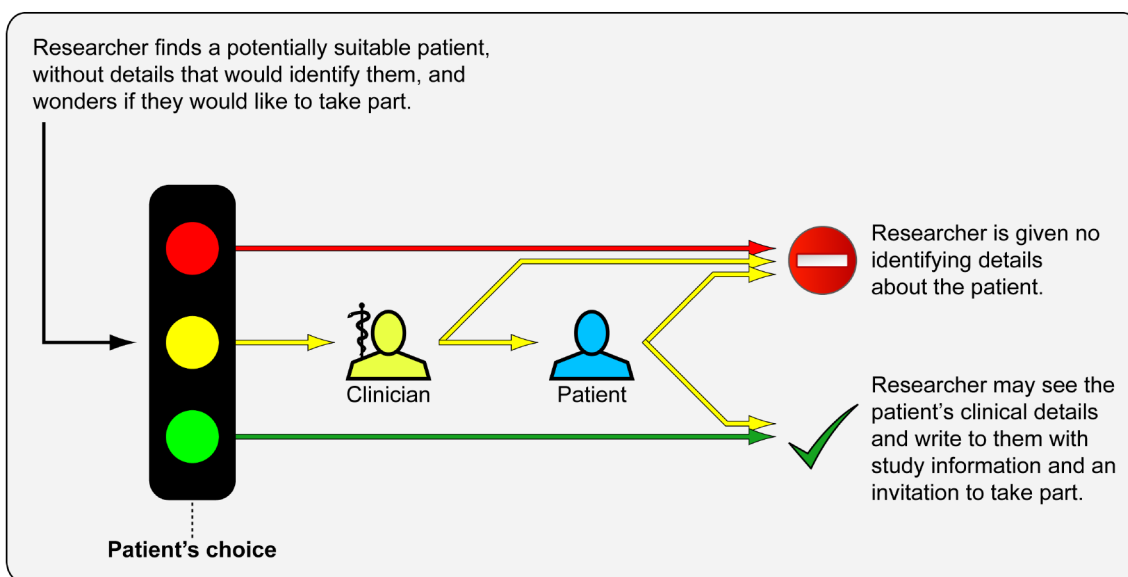 Researcher finds a potentially suitable patient,
without details that would identify them, and
wonders if they would like to take part.
Researcher is given no
identifying details
about the patient.
Clinician
Patient
Researcher may see the
patient’s clinical details
and write to them with
study information and an
invitation to take part.
Patient’s choice